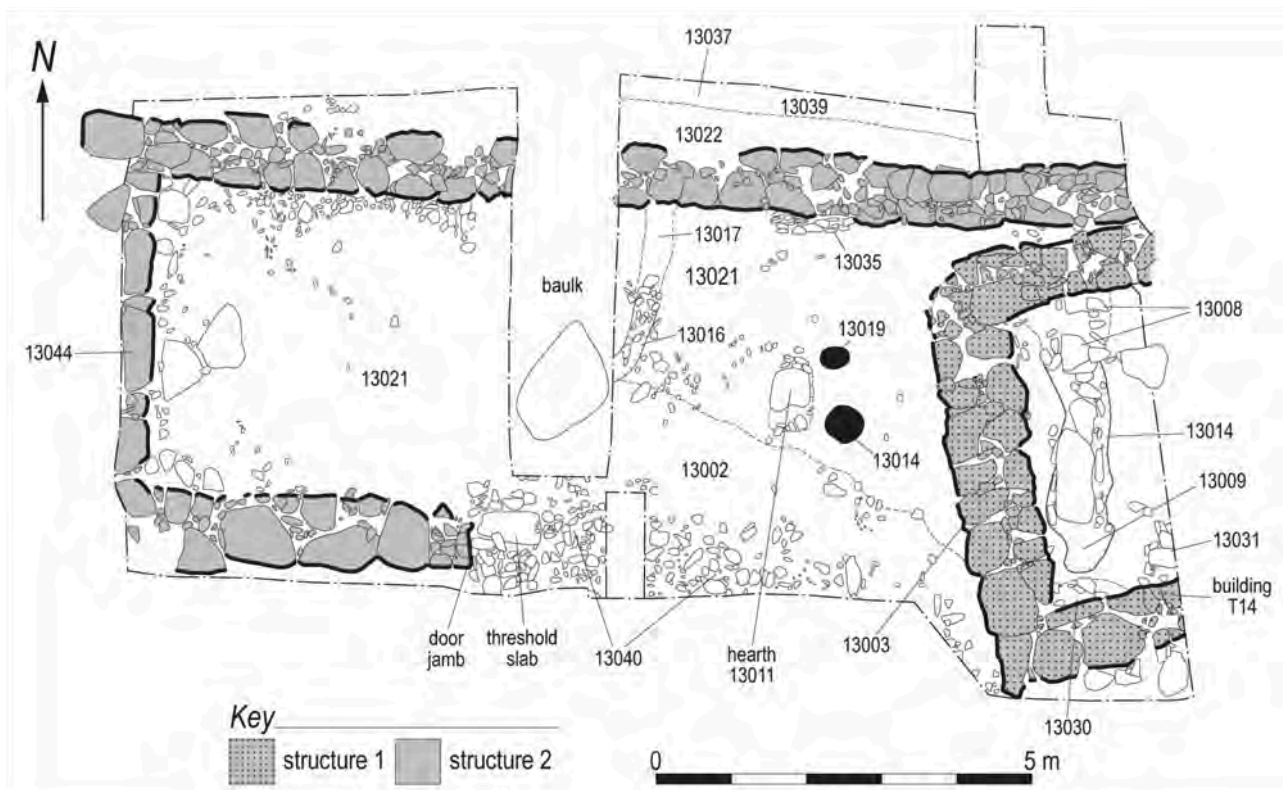 N
13037
13039
13022
13017
13021
13035
baulk
13008
13019
13016
13044
13021
13014
13014
13002
13009
13031
building
T14
door
jamb
threshold
slab
13040
hearth
13011
13003
13030
Key
structure 1
structure 2
0
5 m